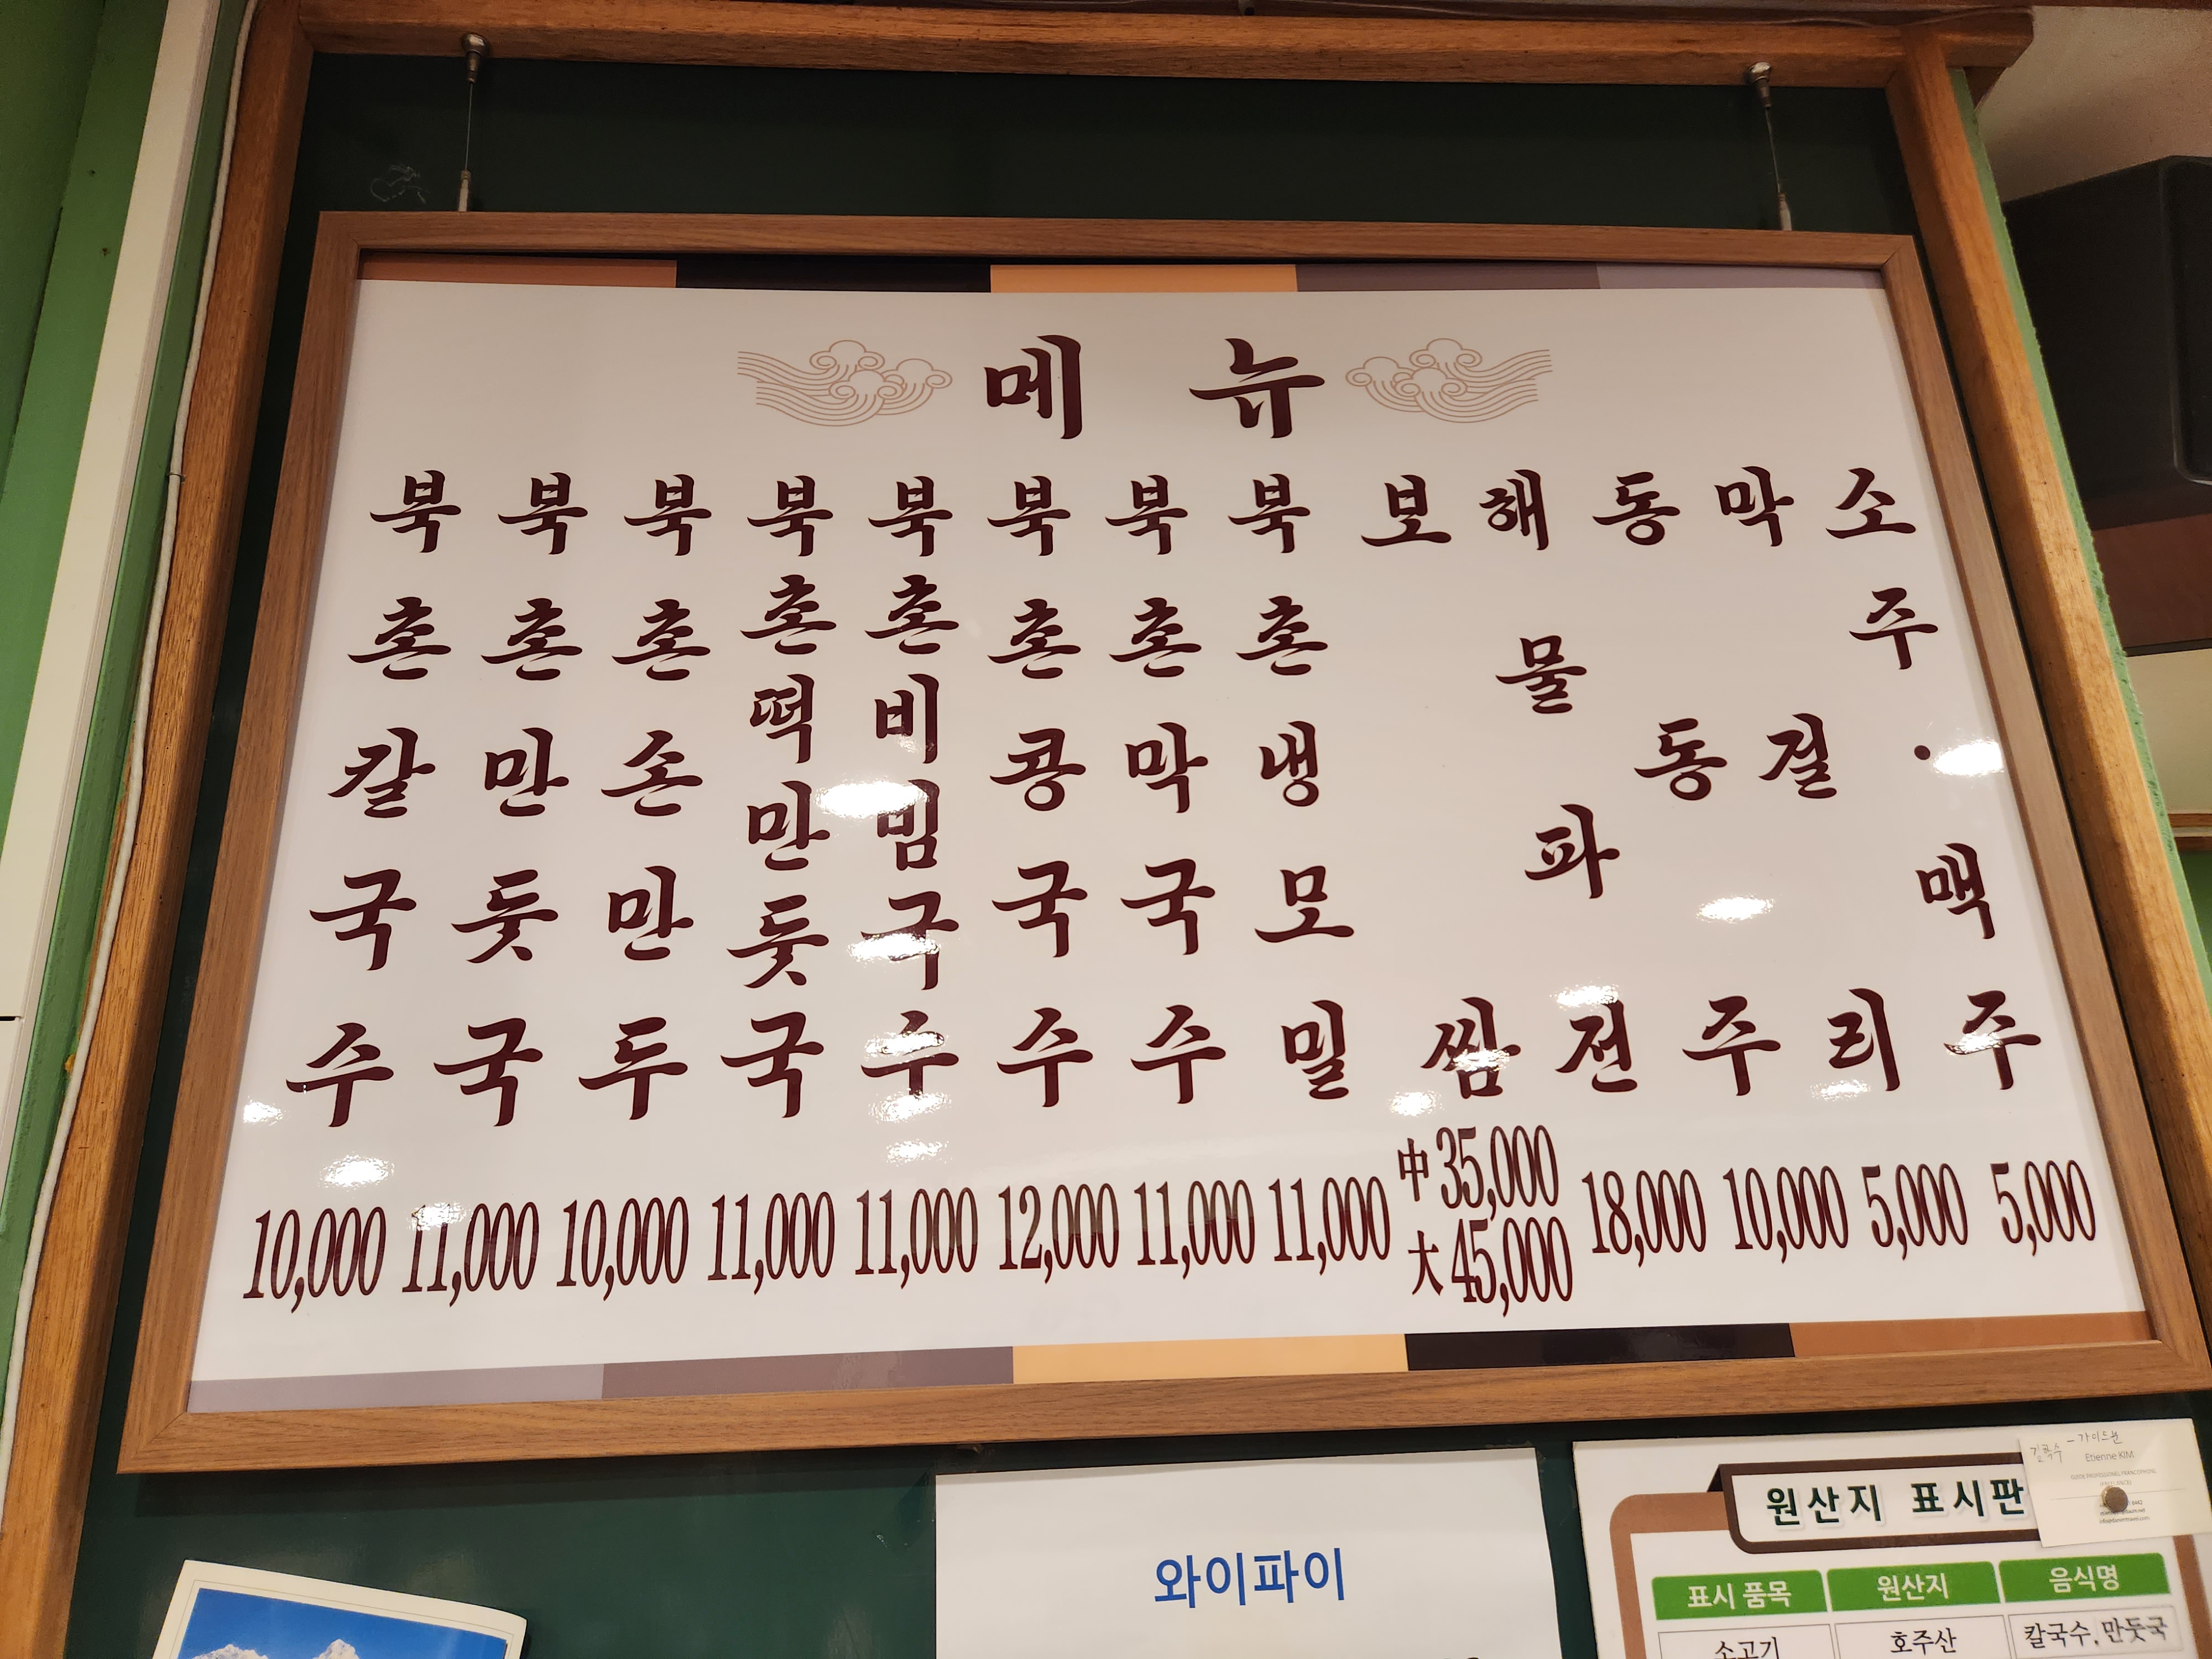 메뉴
북촌칼국수 10,000
북촌만둣국 11,000
북촌손만두 10,000
북촌떡만둣국 11,000
북촌비빔국수 11,000
북촌콩국수 12,000
북촌막국수 11,000
북촌냉모밀 11,000
보쌈 中 35,000
大 45,000
해물파전 18,000
동동주 10,000
막걸리 5,000
소주·맥주 5,000
와이파이
원산지 표시판
표시 품목 원산지 음식명
소고기 호주산 칼국수, 만둣국
Etienne KIM